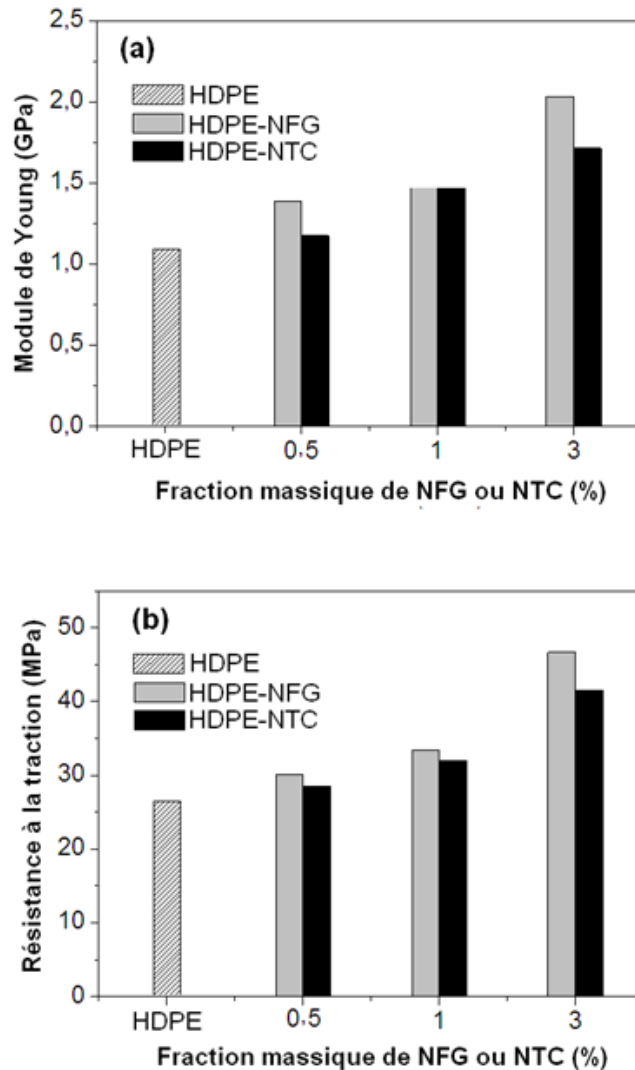 2,5
(a)
HDPE
HDPE-NFG
HDPE-NTC
2,0
1,5
1,0
0,5
0,0
Module de Young (GPa)
HDPE 0,5 1 3
Fraction massique de NFG ou NTC (%)
50
(b)
HDPE
HDPE-NFG
HDPE-NTC
40
30
20
10
0
Résistance à la traction (MPa)
HDPE 0,5 1 3
Fraction massique de NFG ou NTC (%)